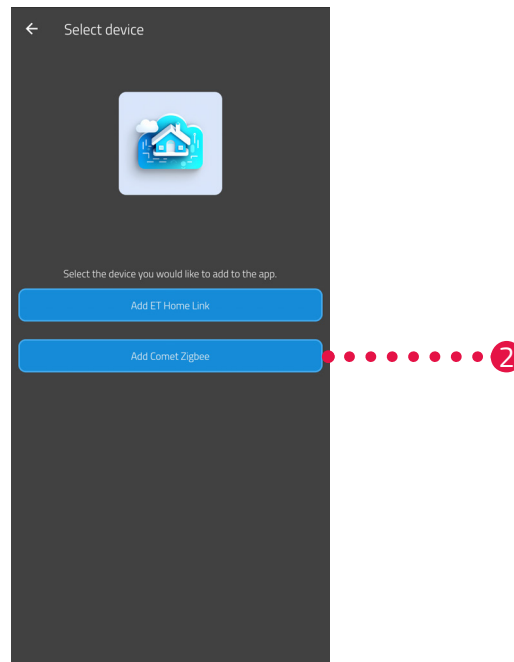 Select device
Select the device you would like to add to the app.
Add ET Home Link
Add Comet Zigbee
2